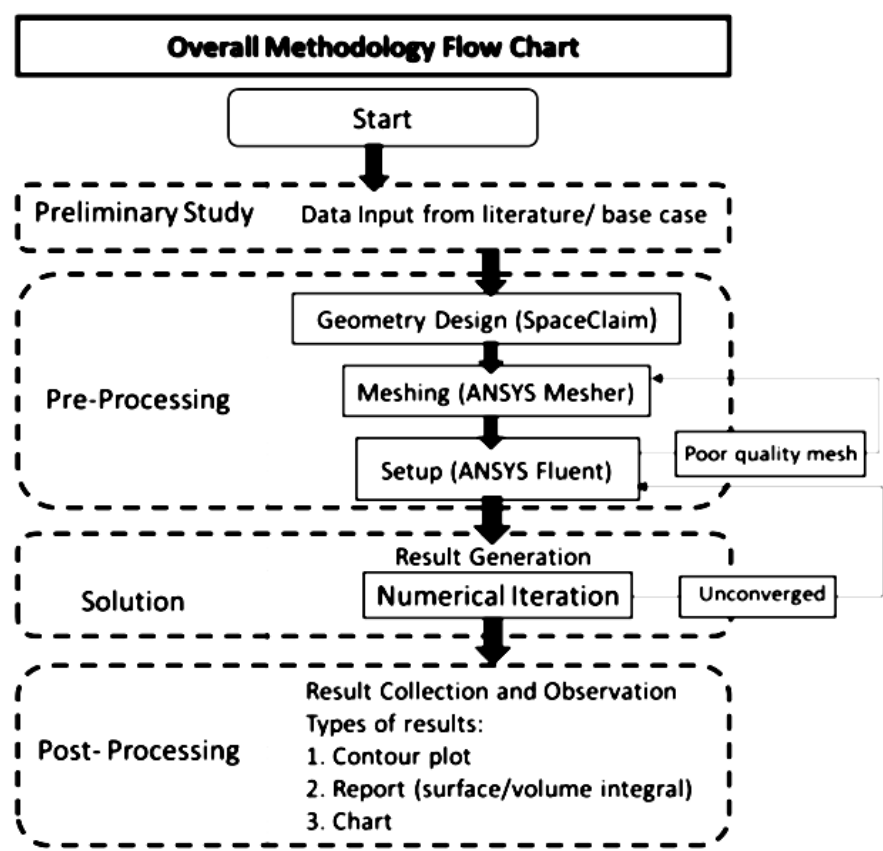 Overall Methodology Flow Chart
Start
Preliminary Study
Data Input from literature/ base case
Pre-Processing
Geometry Design (SpaceClaim)
Meshing (ANSYS Mesher)
Setup (ANSYS Fluent)
Poor quality mesh
Solution
Result Generation
Numerical Iteration
Unconverged
Post- Processing
Result Collection and Observation
Types of results:
1. Contour plot
2. Report (surface/volume integral)
3. Chart